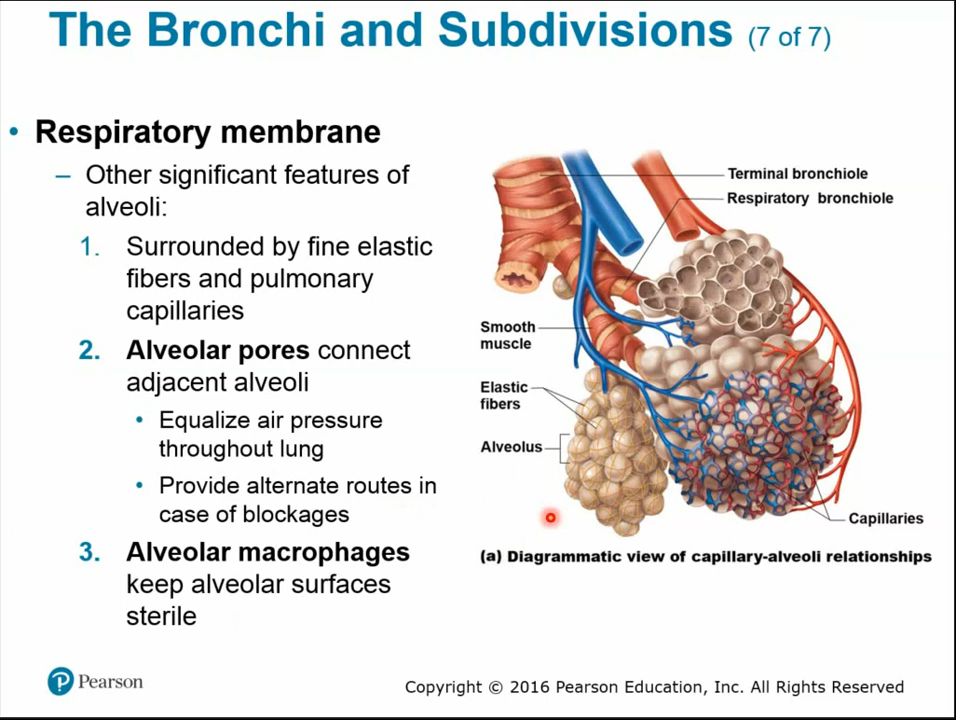 The Bronchi and Subdivisions (7 of 7)
• Respiratory membrane
– Other significant features of
alveoli:
1. Surrounded by fine elastic
fibers and pulmonary
capillaries
2. Alveolar pores connect
adjacent alveoli
• Equalize air pressure
throughout lung
• Provide alternate routes in
case of blockages
3. Alveolar macrophages
keep alveolar surfaces
sterile
Terminal bronchiole
Respiratory bronchiole
Smooth
muscle
Elastic
fibers
Alveolus
Capillaries
(a) Diagrammatic view of capillary-alveoli relationships
P Pearson
Copyright © 2016 Pearson Education, Inc. All Rights Reserved